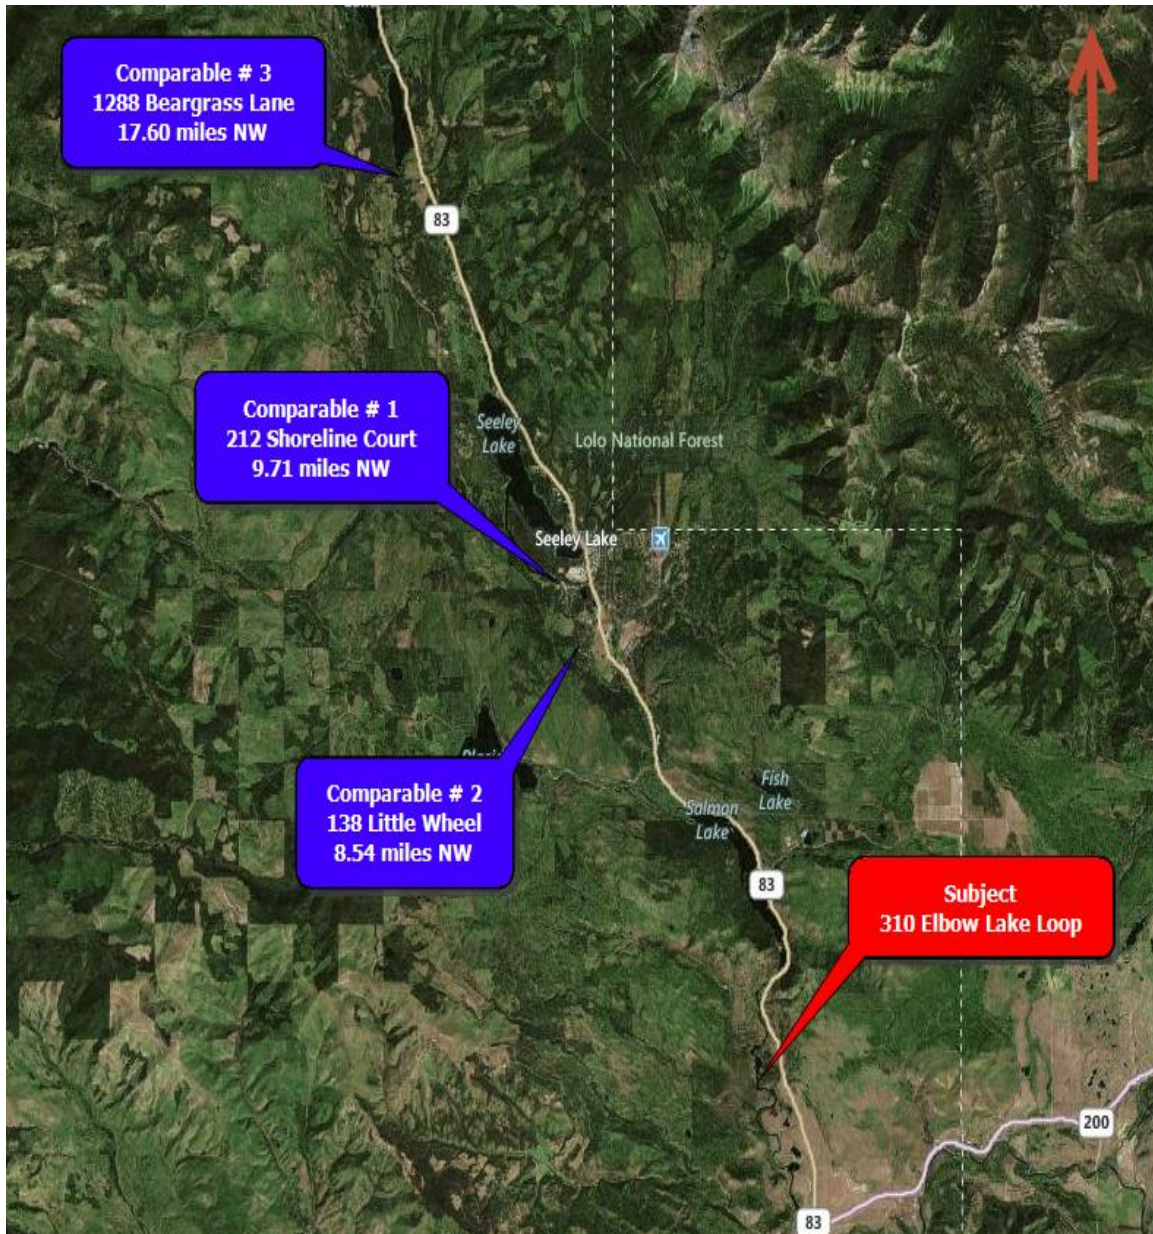 Comparable # 3
1288 Beargrass Lane
17.60 miles NW
83
Comparable # 1
212 Shoreline Court
9.71 miles NW
Seeley
Lake
Lolo National Forest
Seeley Lake
Comparable # 2
138 Little Wheel
8.54 miles NW
Fish
Lake
Salmon
Lake
83
Subject
310 Elbow Lake Loop
200
83